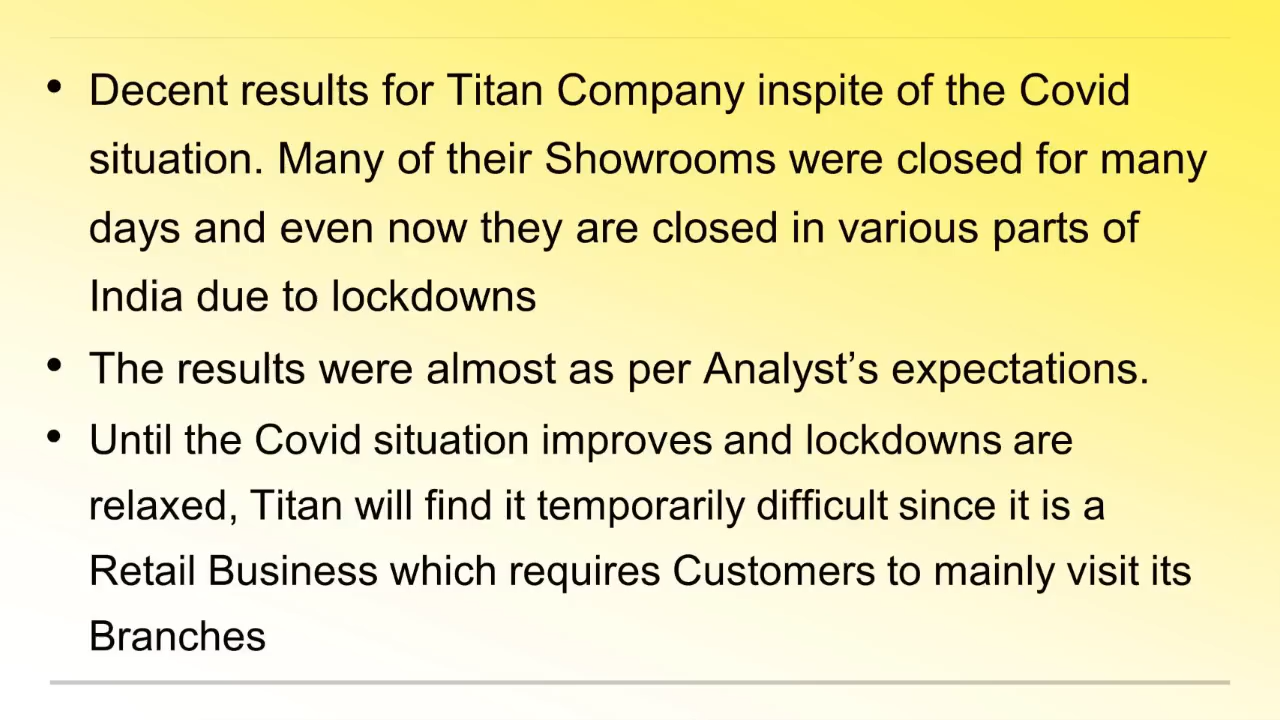 • Decent results for Titan Company inspite of the Covid
situation. Many of their Showrooms were closed for many
days and even now they are closed in various parts of
India due to lockdowns
• The results were almost as per Analyst’s expectations.
• Until the Covid situation improves and lockdowns are
relaxed, Titan will find it temporarily difficult since it is a
Retail Business which requires Customers to mainly visit its
Branches